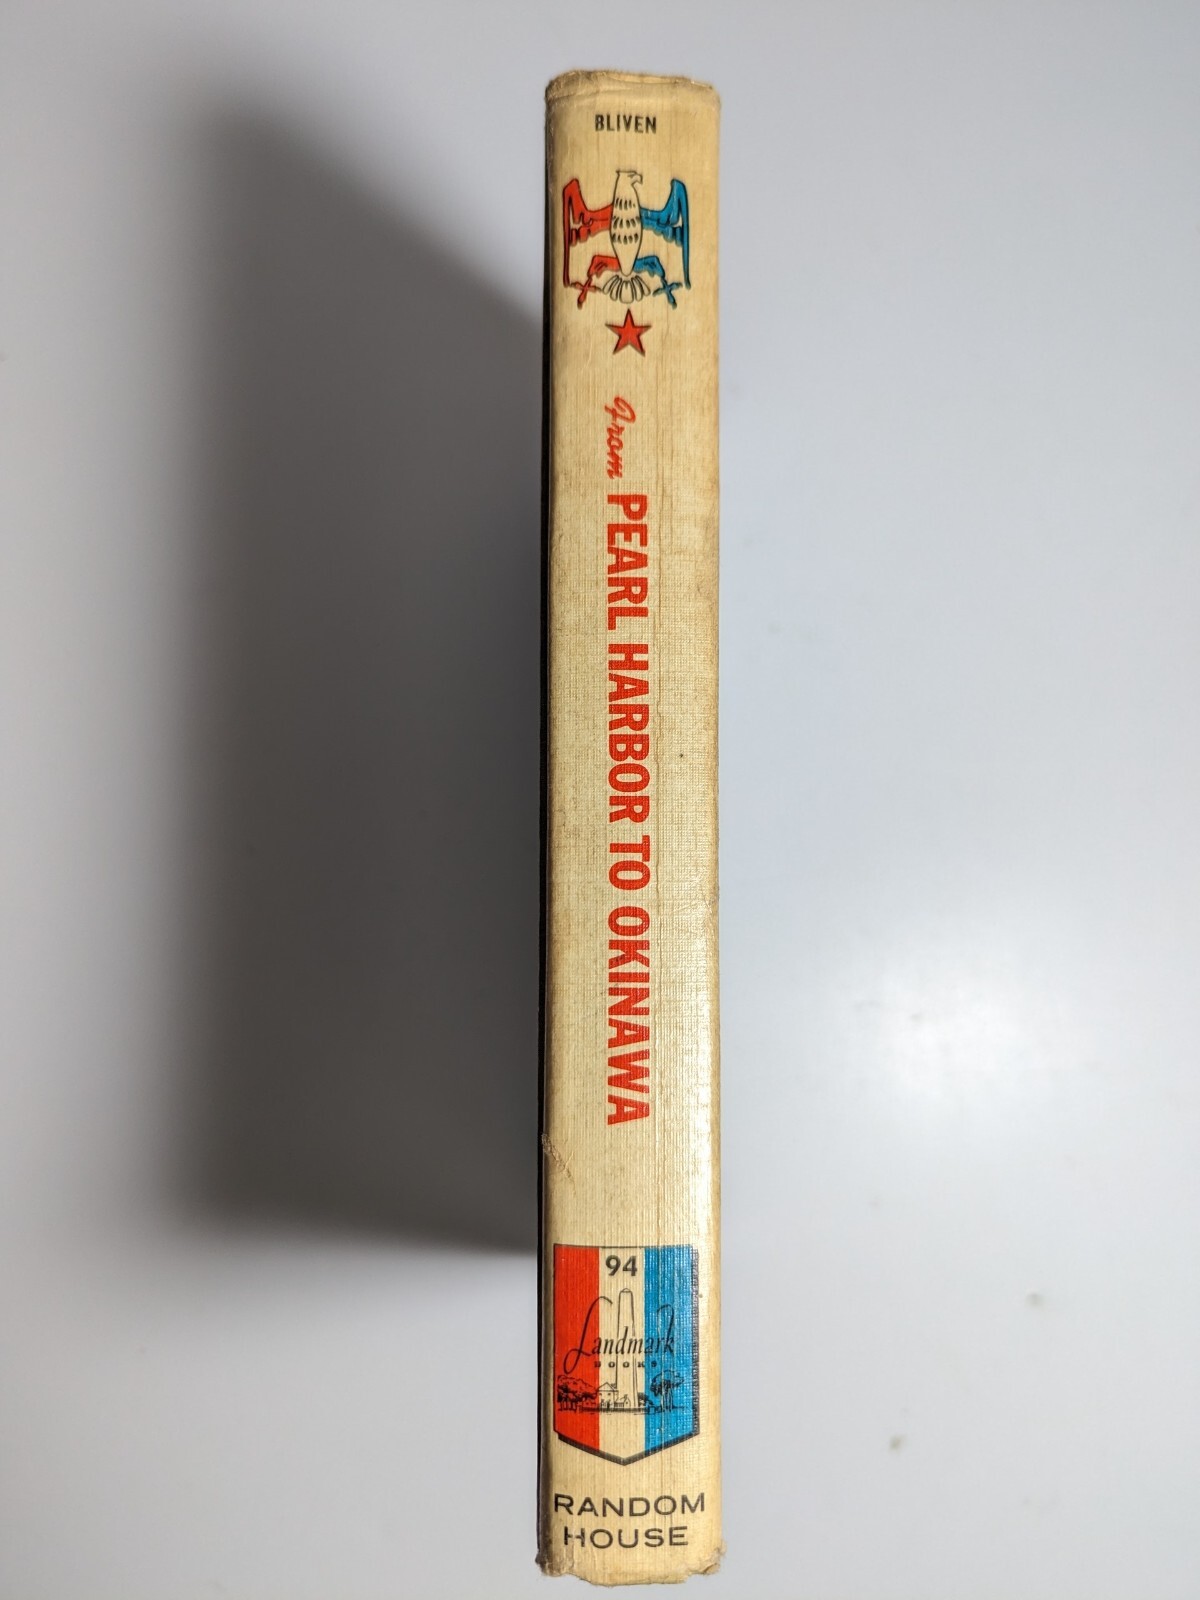 BLIVEN
From PEARL HARBOR TO OKINAWA
94
Landmark
BOOKS
RANDOM
HOUSE